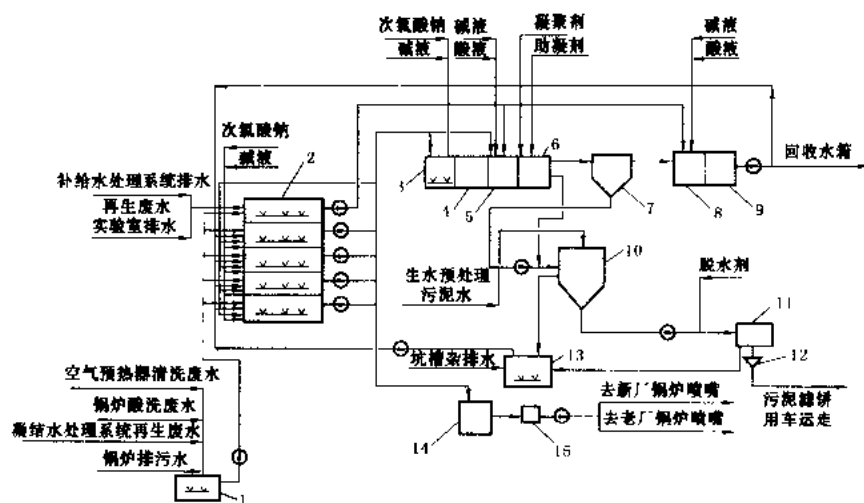 次氯酸钠 碱液 凝聚剂
碱液 酸液 助凝剂
碱液
酸液
次氯酸钠
碱液
2
6
回收水箱
补给水处理系统排水
再生废水
实验室排水
3
4
5
7
8
9
10
生水预处理
污泥水
脱水剂
11
12
坑槽杂排水
13
空气预热器清洗废水
锅炉酸洗废水
凝结水处理系统再生废水
锅炉排污水
1
14
15
去新厂锅炉喷嘴
去老厂锅炉喷嘴
污泥滤饼
用车运走